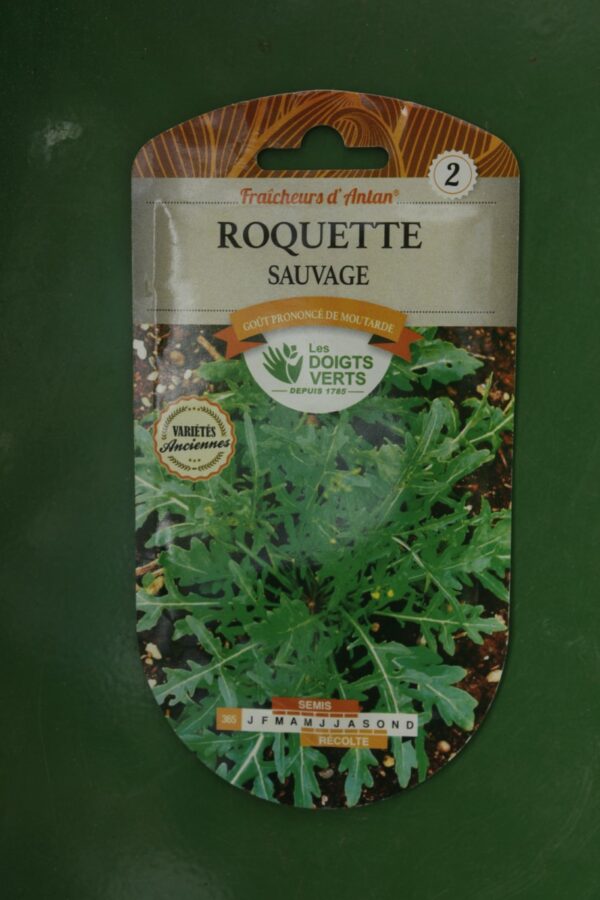 2
Fraîcheurs d'Antan®
ROQUETTE
SAUVAGE
GOÛT PRONONCÉ DE MOUTARDE
Les
DOIGTS
VERTS
DEPUIS 1785
VARIÉTÉS
Anciennes
SEMIS
365 J F M A M J J A S O N D
RÉCOLTE